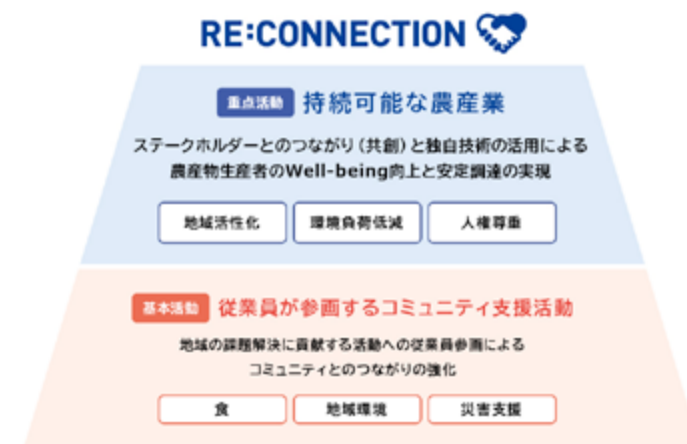 RE:CONNECTION
重点活動 持続可能な農産業
ステークホルダーとのつながり（共創）と独自技術の活用による
農産物生産者のWell-being向上と安定調達の実現
地域活性化 環境負荷低減 人権尊重
基本活動 従業員が参画するコミュニティ支援活動
地域の課題解決に貢献する活動への従業員参画による
コミュニティとのつながりの強化
食 地域環境 災害支援